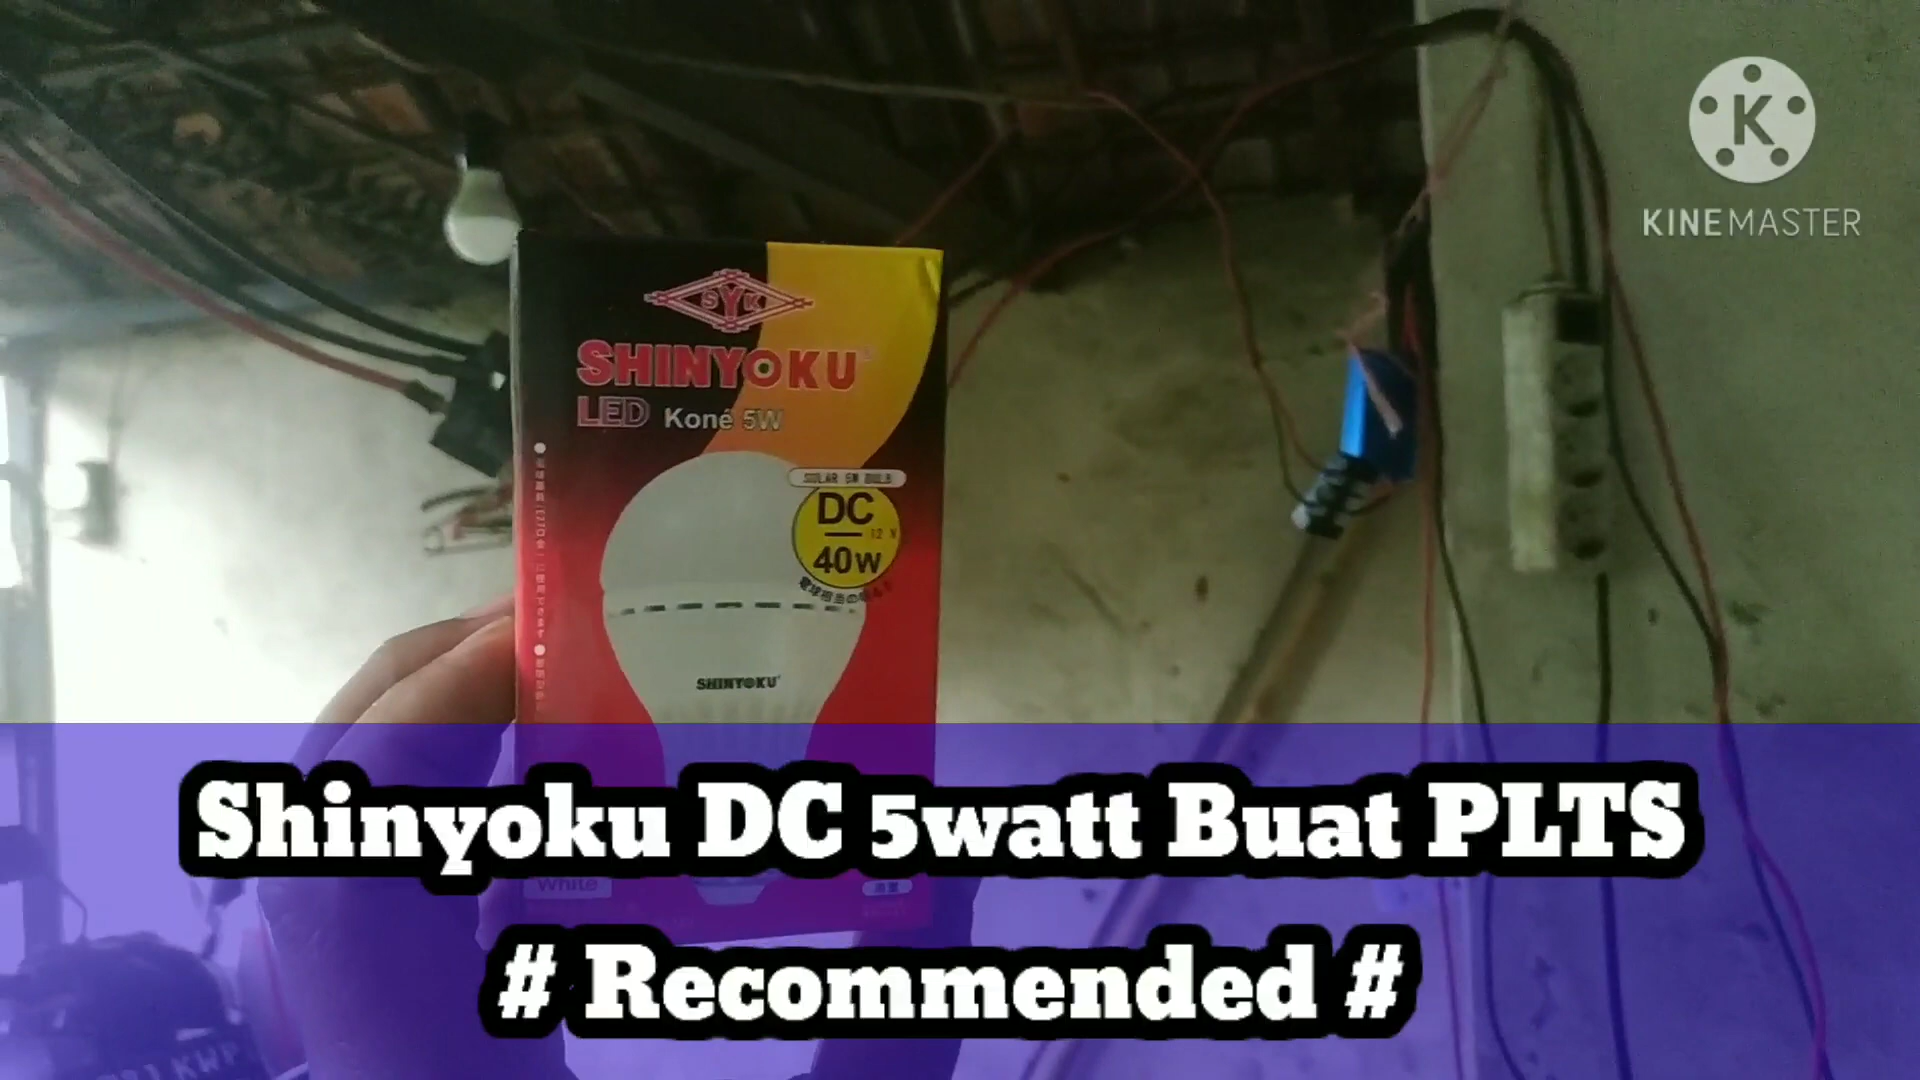 K
KINEMASTER
SYK
SHINYOKU
LED Koné 5W
SOLAR 5W BULB
DC
12 V
40W
SHINYOKU
Shinyoku DC 5watt Buat PLTS
White
# Recommended #